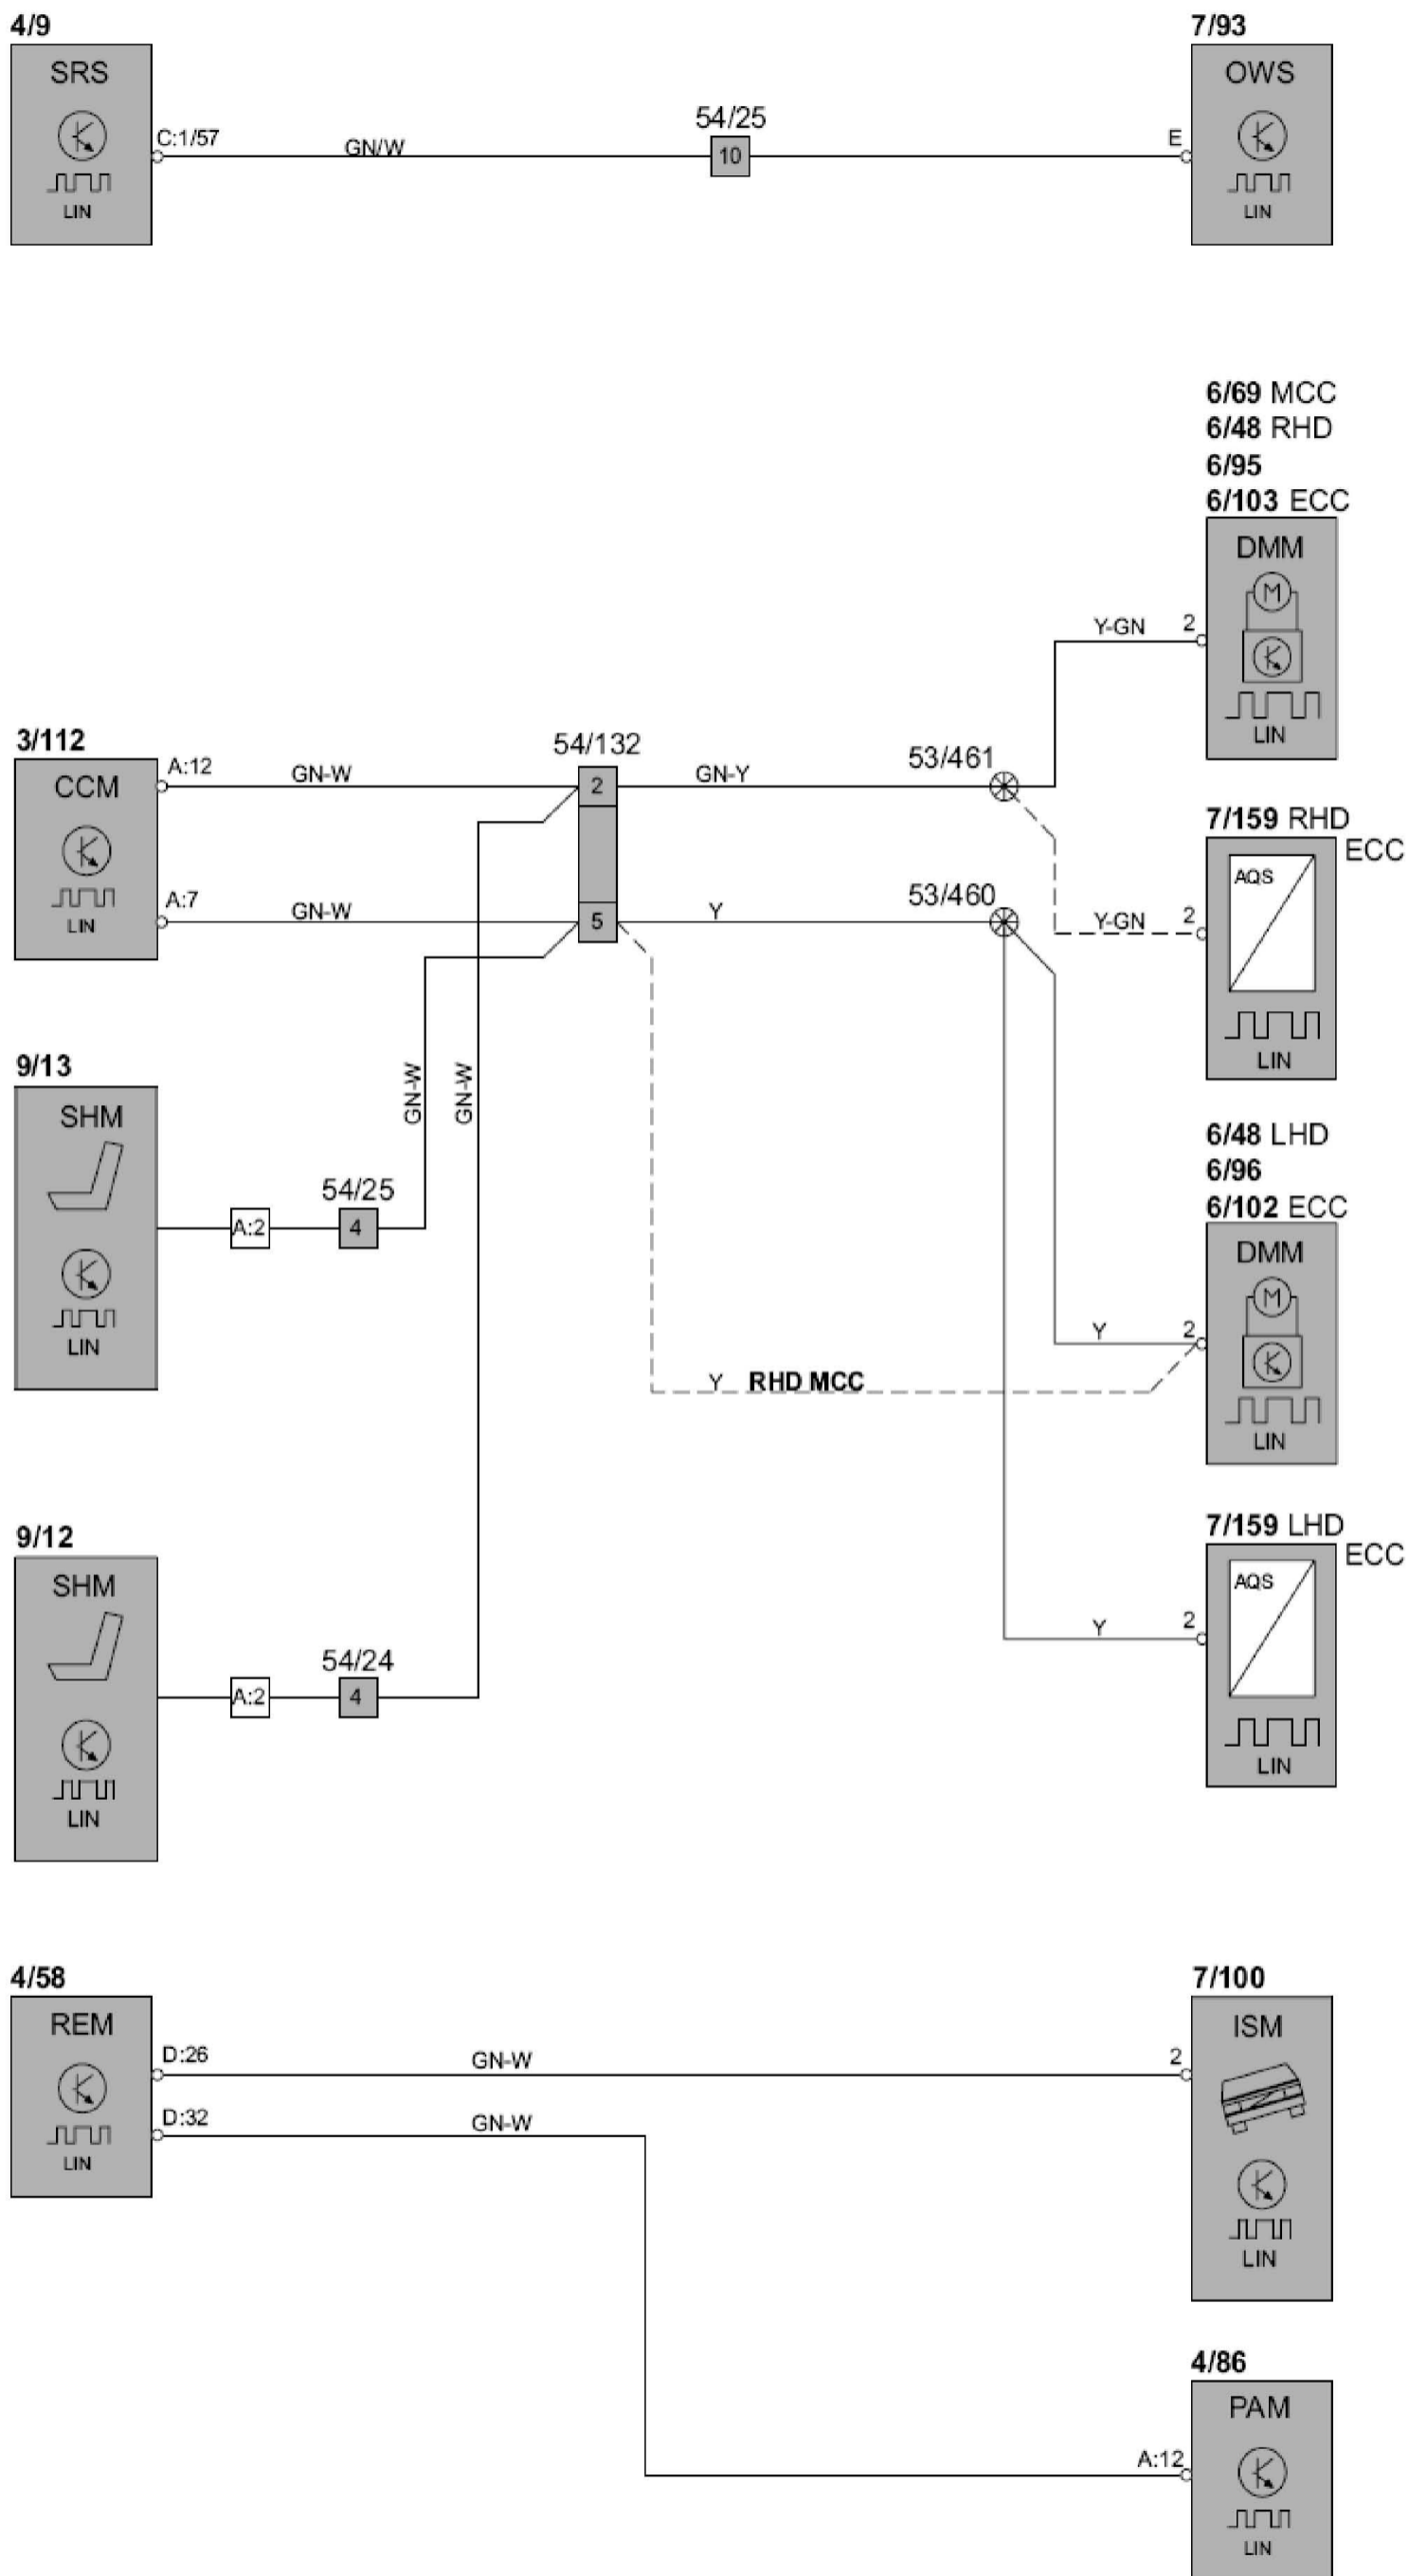 4/9
SRS
LIN
C:1/57
GN/W
54/25
10
7/93
OWS
E
LIN
6/69 MCC
6/48 RHD
6/95
6/103 ECC
DMM
M
LIN
Y-GN
2
3/112
CCM
LIN
A:12
GN-W
A:7
GN-W
54/132
2
5
GN-Y
53/461
Y
53/460
7/159 RHD
ECC
AQS
LIN
Y-GN
2
9/13
SHM
LIN
A:2
54/25
4
GN-W
GN-W
6/48 LHD
6/96
6/102 ECC
DMM
M
LIN
Y
2
Y RHD MCC
9/12
SHM
LIN
A:2
54/24
4
7/159 LHD
ECC
AQS
LIN
Y
2
4/58
REM
LIN
D:26
GN-W
D:32
GN-W
7/100
ISM
2
LIN
4/86
PAM
A:12
LIN